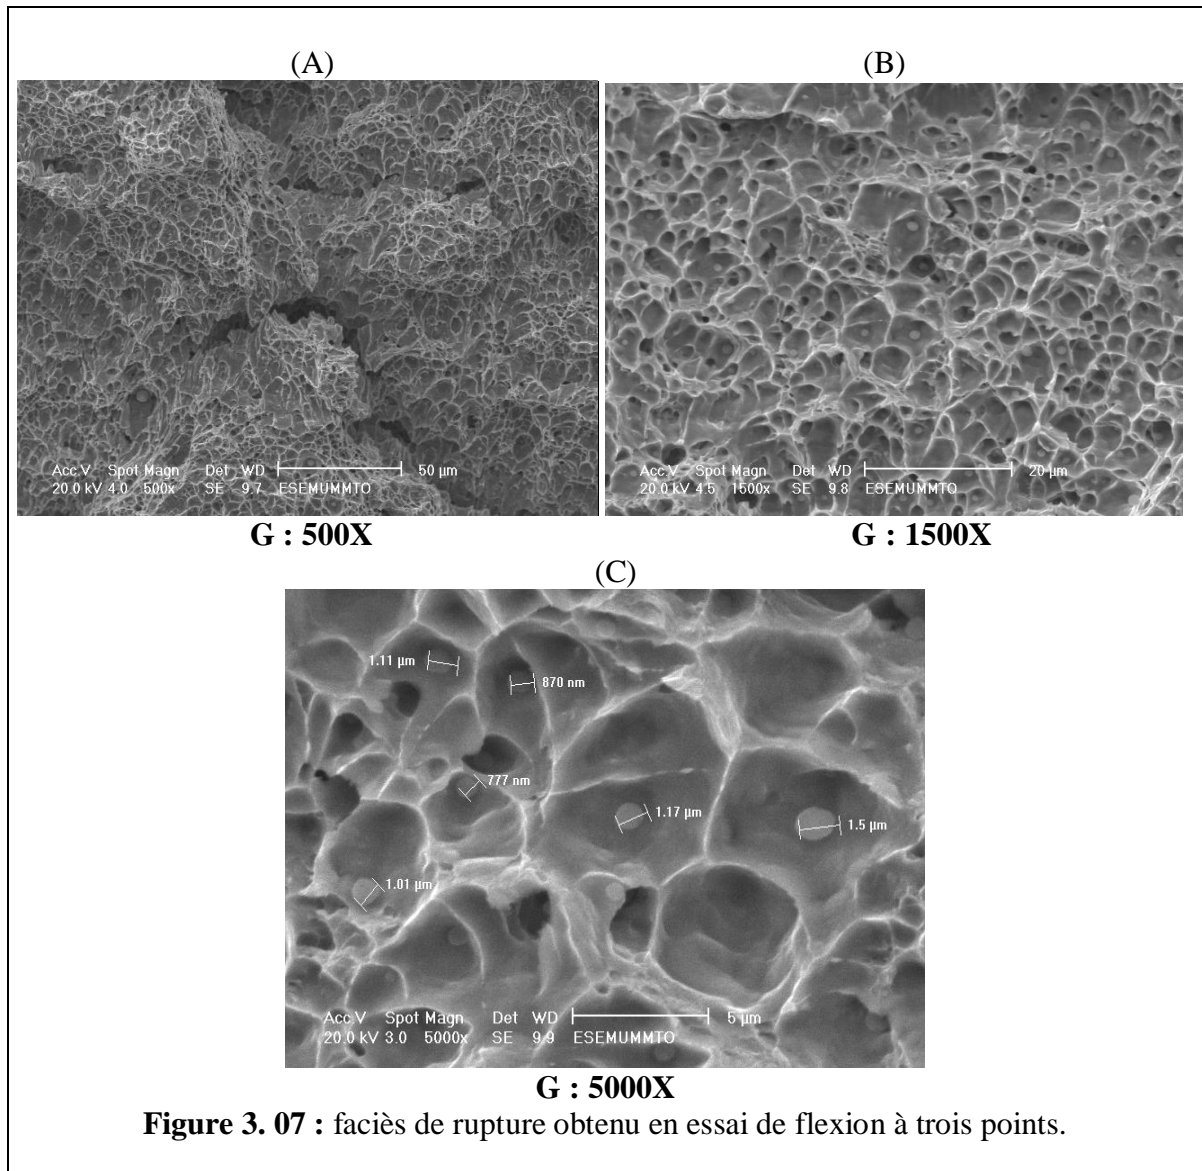 (A)
(B)
Acc.V Spot Magn Det WD 50 µm
20.0 kV 4.0 500x SE 9.7 ESEMUMMTO
Acc.V Spot Magn Det WD 20 µm
20.0 kV 4.5 1500x SE 9.8 ESEMUMMTO
G : 500X
G : 1500X
(C)
1.11 µm
870 nm
777 nm
1.17 µm
1.5 µm
1.01 µm
Acc.V Spot Magn Det WD 5 µm
20.0 kV 3.0 5000x SE 9.9 ESEMUMMTO
G : 5000X
Figure 3. 07 : faciès de rupture obtenu en essai de flexion à trois points.